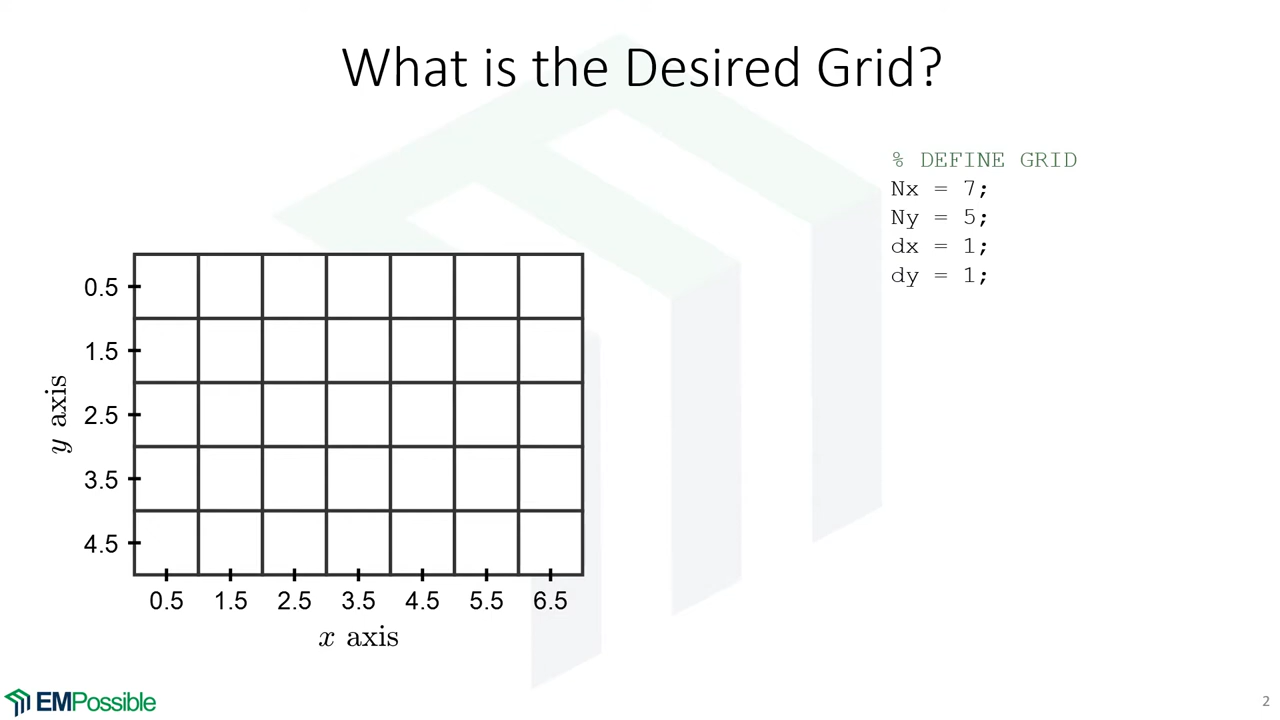 What is the Desired Grid?
% DEFINE GRID
Nx = 7;
Ny = 5;
dx = 1;
dy = 1;
y axis
0.5
1.5
2.5
3.5
4.5
0.5 1.5 2.5 3.5 4.5 5.5 6.5
x axis
EMPossible
2